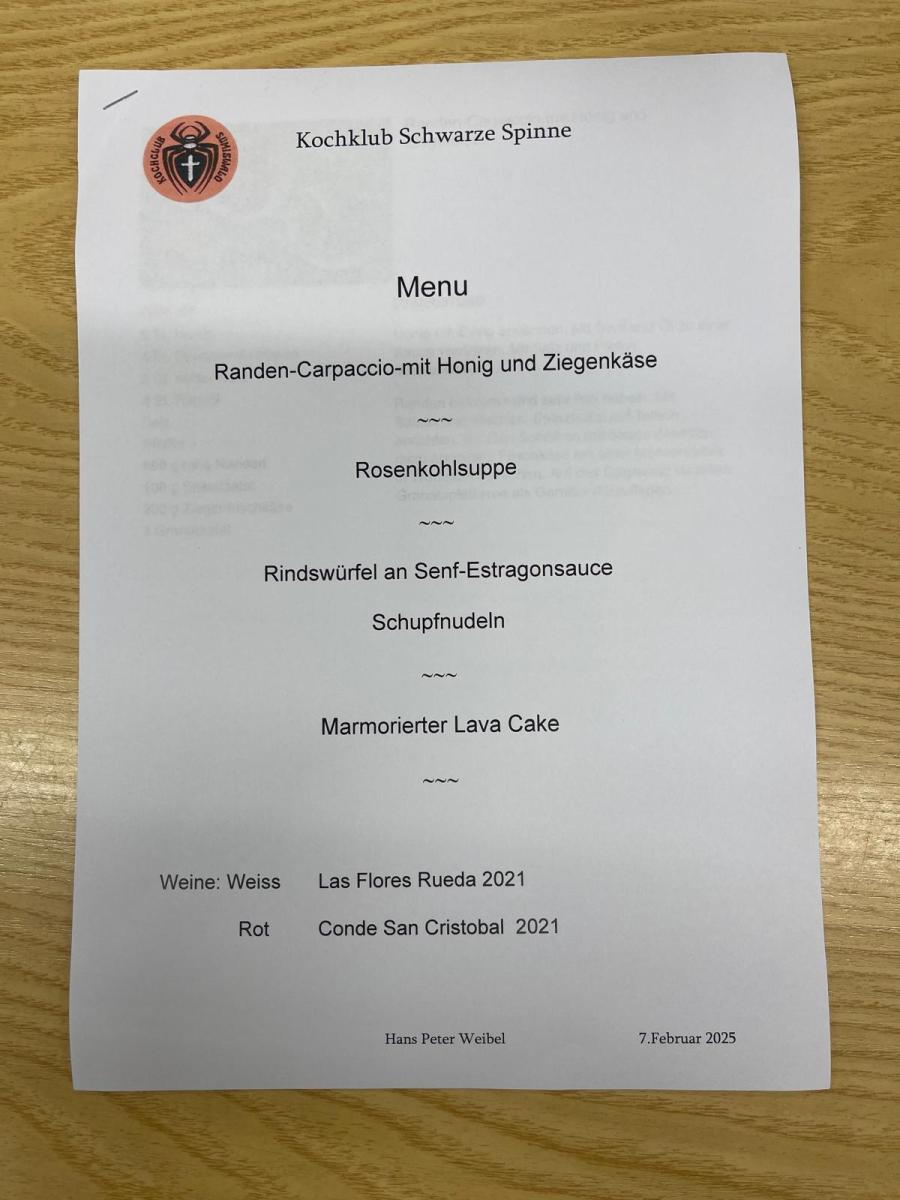 KOCHCLUB SUMISWALD
Kochklub Schwarze Spinne
Menu
Randen-Carpaccio-mit Honig und Ziegenkäse
~~~
Rosenkohlsuppe
~~~
Rindswürfel an Senf-Estragonsauce
Schupfnudeln
~~~
Marmorierter Lava Cake
~~~
Weine: Weiss Las Flores Rueda 2021
Rot Conde San Cristobal 2021
Hans Peter Weibel 7.Februar 2025